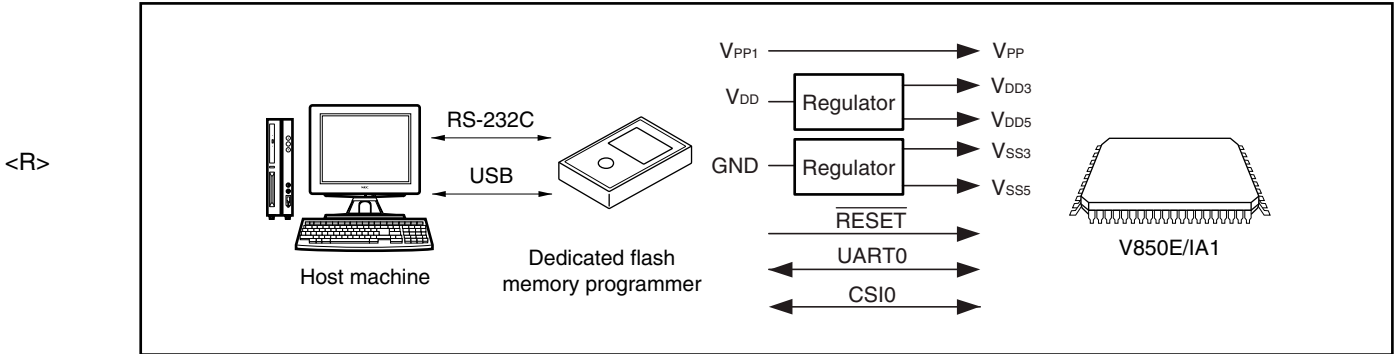 <R>
RS-232C
USB
Host machine
Dedicated flash
memory programmer
VPP1
VPP
VDD
Regulator
VDD3
VDD5
GND
Regulator
VSS3
VSS5
RESET
UART0
CSI0
V850E/IA1